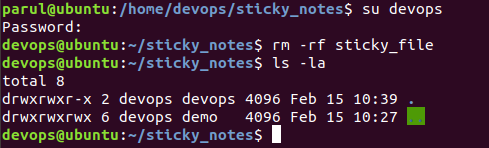 parul@ubuntu:/home/devops/sticky_notes$ su devops
Password:
devops@ubuntu:~/sticky_notes$ rm -rf sticky_file
devops@ubuntu:~/sticky_notes$ ls -la
total 8
drwxrwxr-x 2 devops devops 4096 Feb 15 10:39 .
drwxrwxrwx 6 devops demo   4096 Feb 15 10:27 ..
devops@ubuntu:~/sticky_notes$